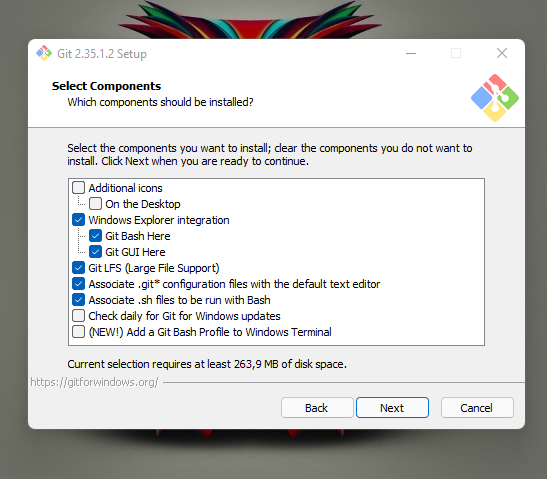 Git 2.35.1.2 Setup
Select Components
Which components should be installed?
Select the components you want to install; clear the components you do not want to
install. Click Next when you are ready to continue.
Additional icons
On the Desktop
Windows Explorer integration
Git Bash Here
Git GUI Here
Git LFS (Large File Support)
Associate .git* configuration files with the default text editor
Associate .sh files to be run with Bash
Check daily for Git for Windows updates
(NEW!) Add a Git Bash Profile to Windows Terminal
Current selection requires at least 263,9 MB of disk space.
https://gitforwindows.org/
Back
Next
Cancel